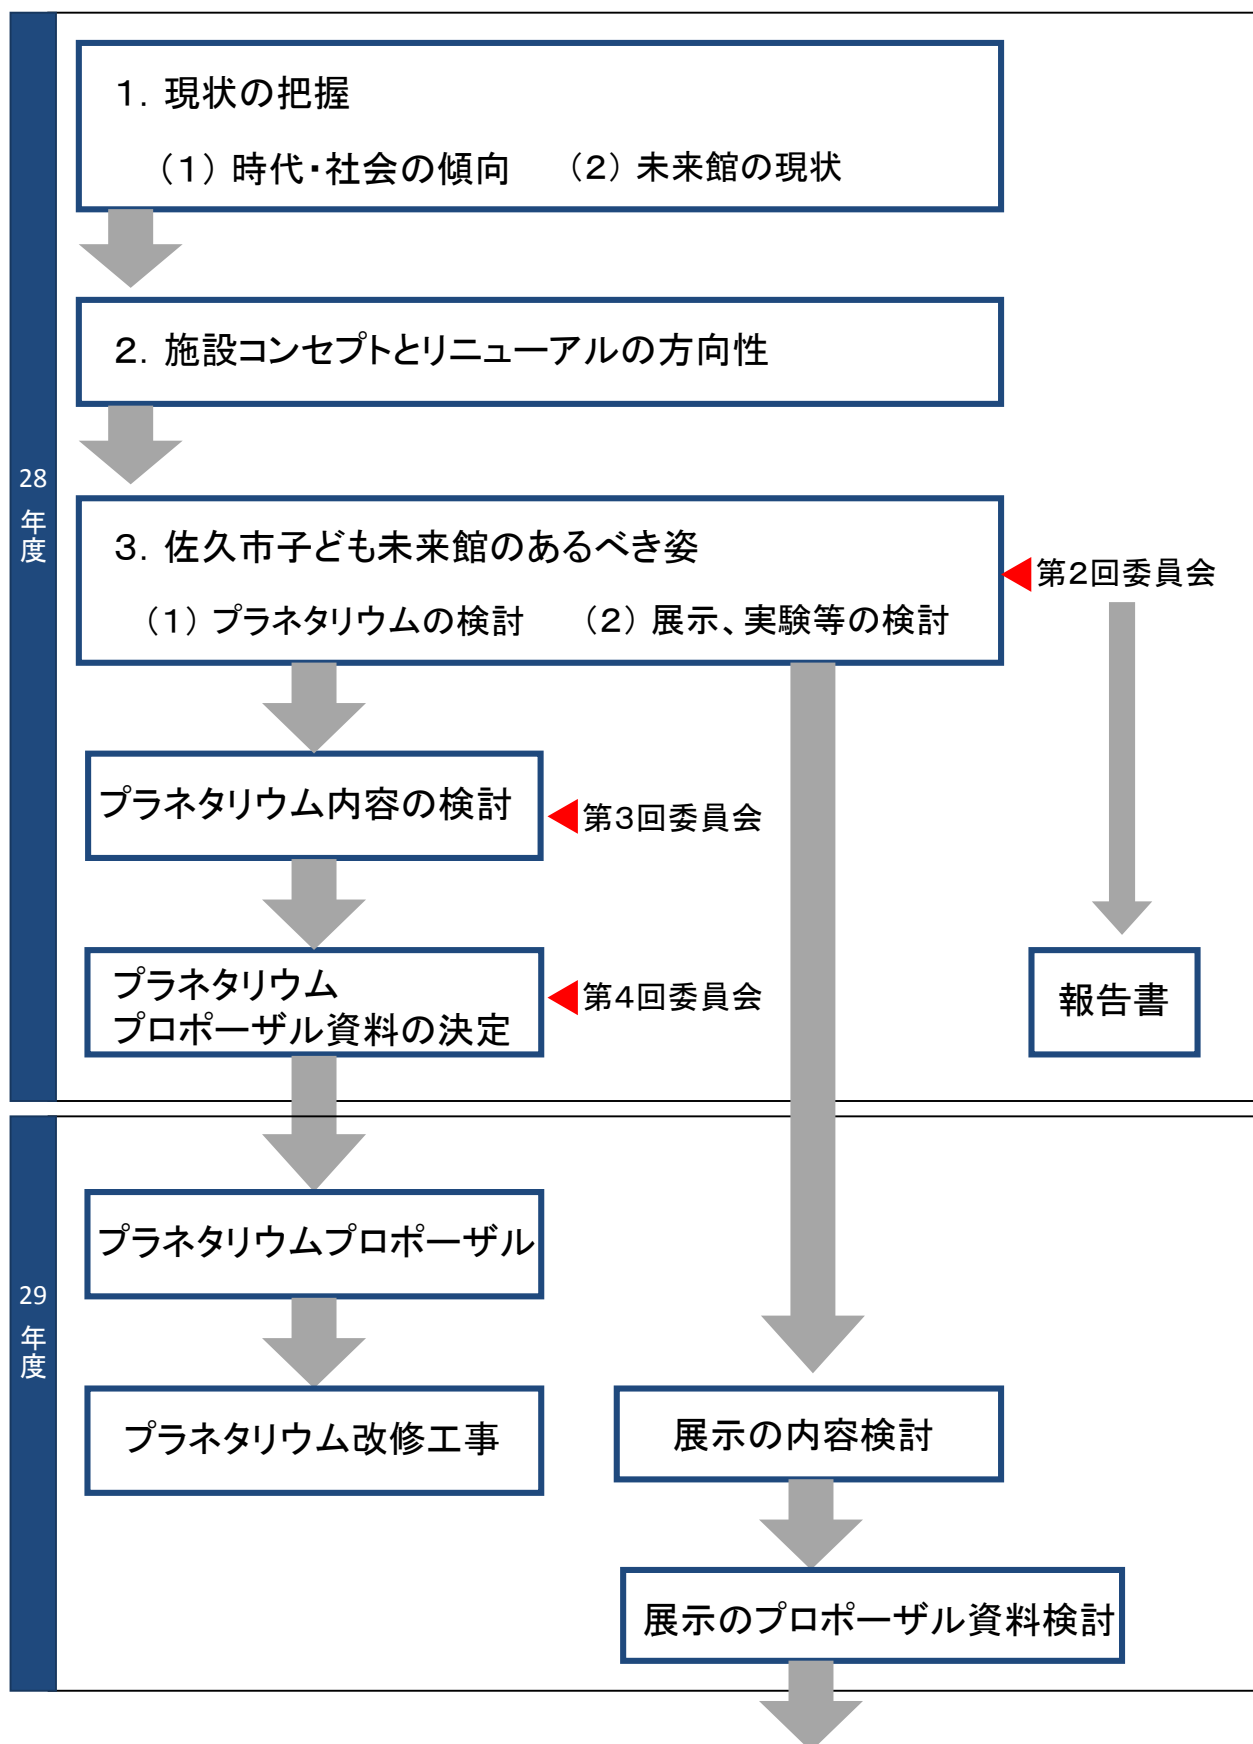 28
年度
1．現状の把握
（1）時代・社会の傾向　（2）未来館の現状
2．施設コンセプトとリニューアルの方向性
3．佐久市子ども未来館のあるべき姿
（1）プラネタリウムの検討　（2）展示、実験等の検討
第2回委員会
プラネタリウム内容の検討
第3回委員会
プラネタリウム
プロポーザル資料の決定
第4回委員会
報告書
29
年度
プラネタリウムプロポーザル
プラネタリウム改修工事
展示の内容検討
展示のプロポーザル資料検討